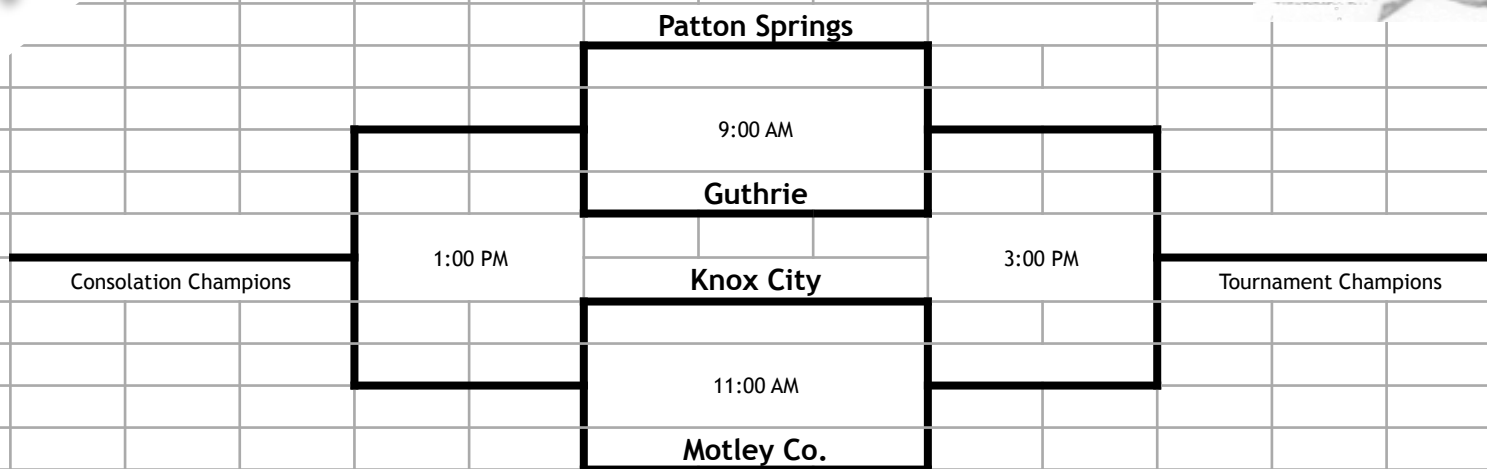 Patton Springs
9:00 AM
Guthrie
1:00 PM
3:00 PM
Consolation Champions
Knox City
Tournament Champions
11:00 AM
Motley Co.